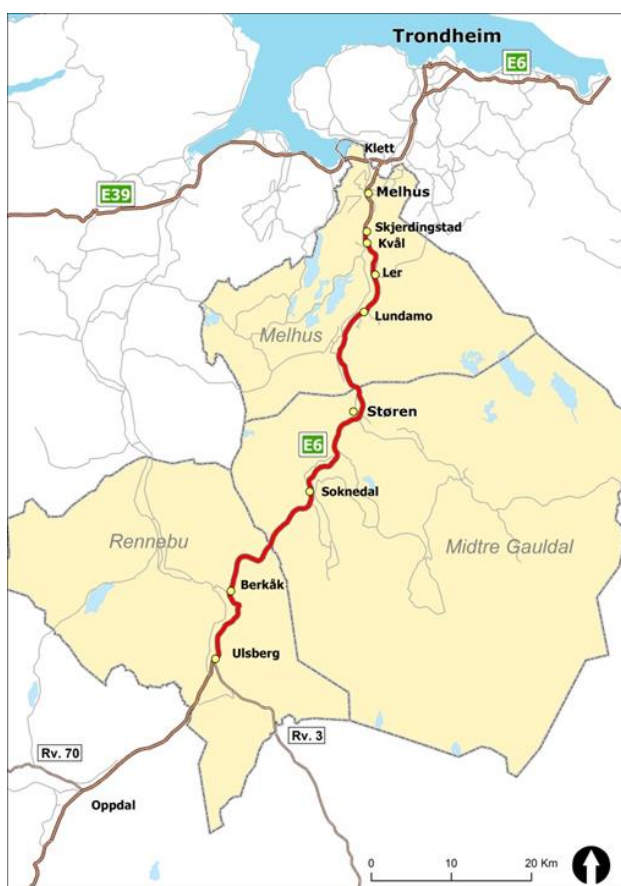 Trondheim
E6
Klett
E39
Melhus
Skjerdingstad
Kvål
Ler
Lundamo
Melhus
Støren
E6
Soknedal
Rennebu
Midtre Gauldal
Berkåk
Ulsberg
Rv. 3
Rv. 70
Oppdal
0 10 20 Km